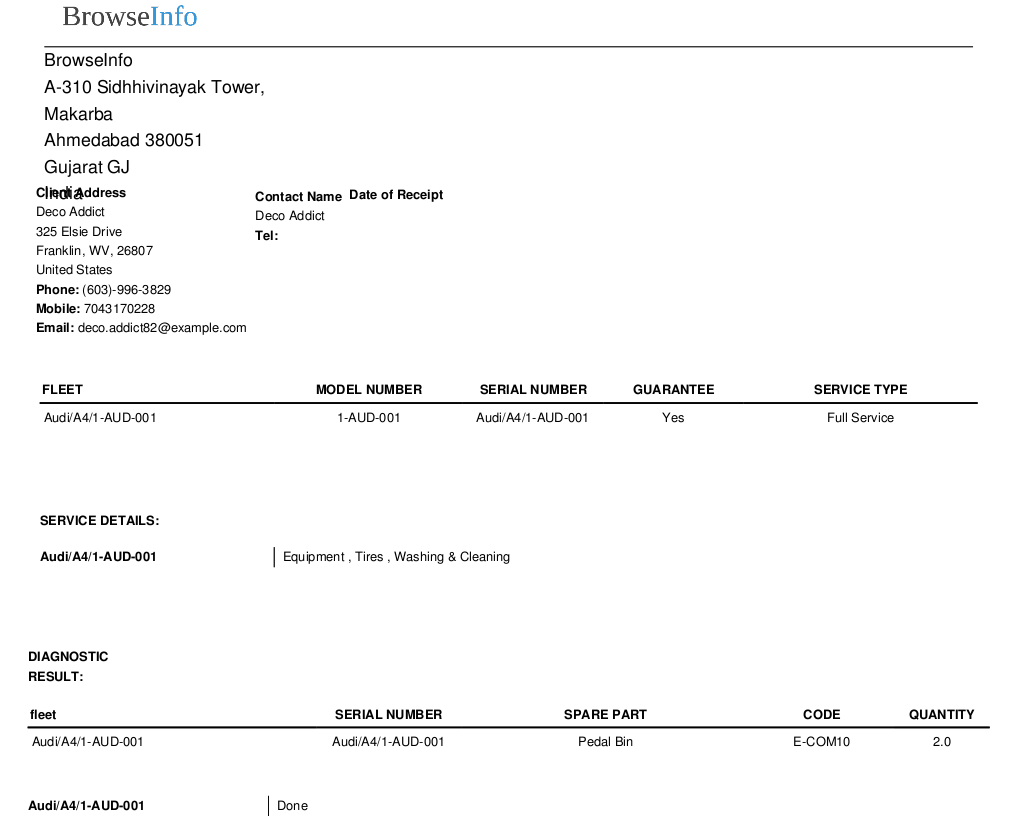 BrowseInfo
BrowseInfo
A-310 Sidhhivinayak Tower,
Makarba
Ahmedabad 380051
Gujarat GJ
India
Client Address
Contact Name Date of Receipt
Deco Addict
Deco Addict
325 Elsie Drive
Tel:
Franklin, WV, 26807
United States
Phone: (603)-996-3829
Mobile: 7043170228
Email: deco.addict82@example.com
FLEET MODEL NUMBER SERIAL NUMBER GUARANTEE SERVICE TYPE
Audi/A4/1-AUD-001 1-AUD-001 Audi/A4/1-AUD-001 Yes Full Service
SERVICE DETAILS:
Audi/A4/1-AUD-001 Equipment , Tires , Washing & Cleaning
DIAGNOSTIC
RESULT:
fleet SERIAL NUMBER SPARE PART CODE QUANTITY
Audi/A4/1-AUD-001 Audi/A4/1-AUD-001 Pedal Bin E-COM10 2.0
Audi/A4/1-AUD-001 Done